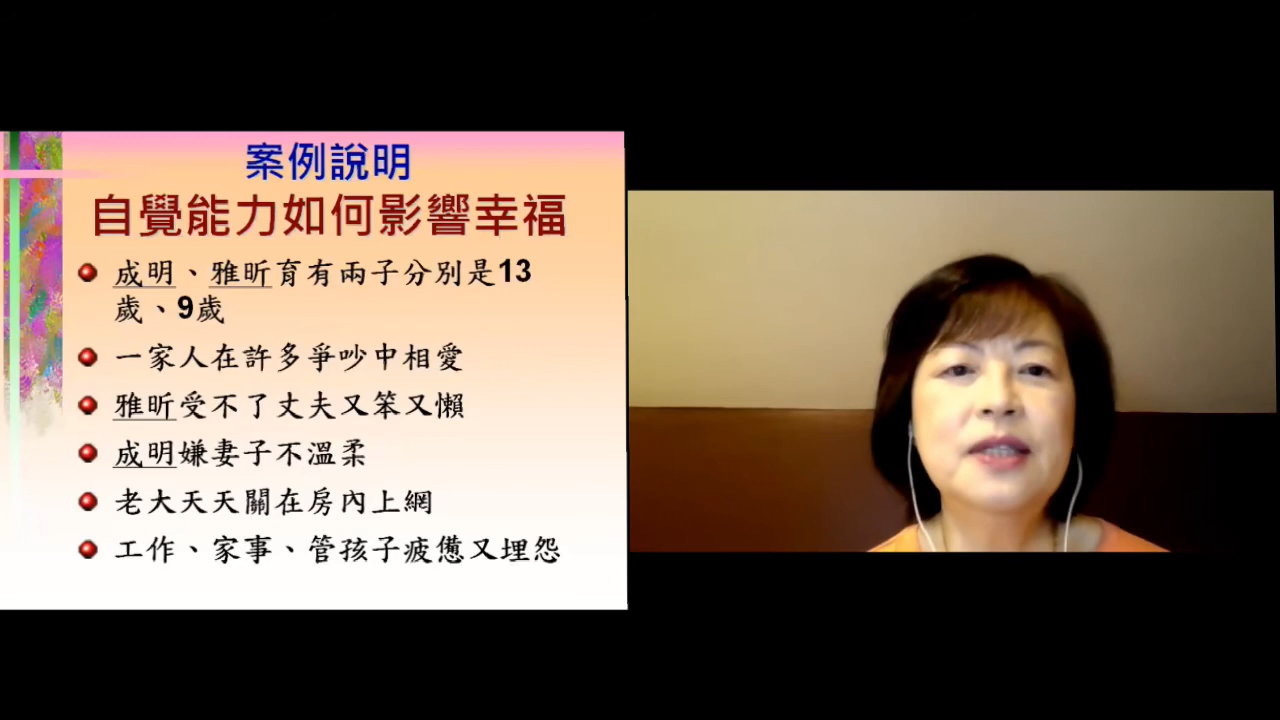 案例說明
自覺能力如何影響幸福
成明、雅昕育有兩子分別是13
歲、9歲
一家人在許多爭吵中相愛
雅昕受不了丈夫又笨又懶
成明嫌妻子不溫柔
老大天天關在房內上網
工作、家事、管孩子疲憊又埋怨